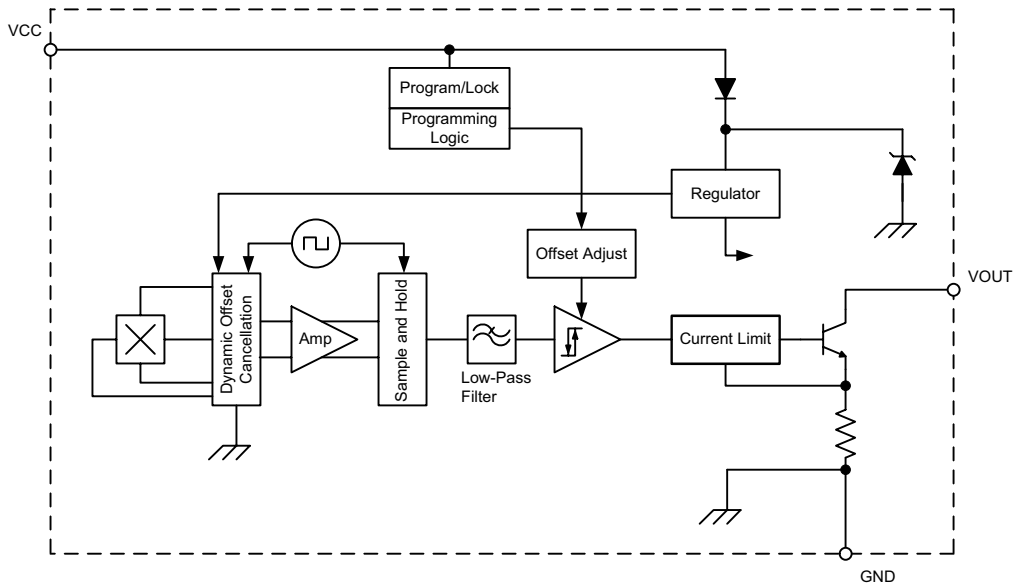 VCC
Program/Lock
Programming
Logic
Regulator
Offset Adjust
VOUT
Dynamic Offset
Cancellation
Amp
Sample and Hold
Low-Pass
Filter
Current Limit
GND